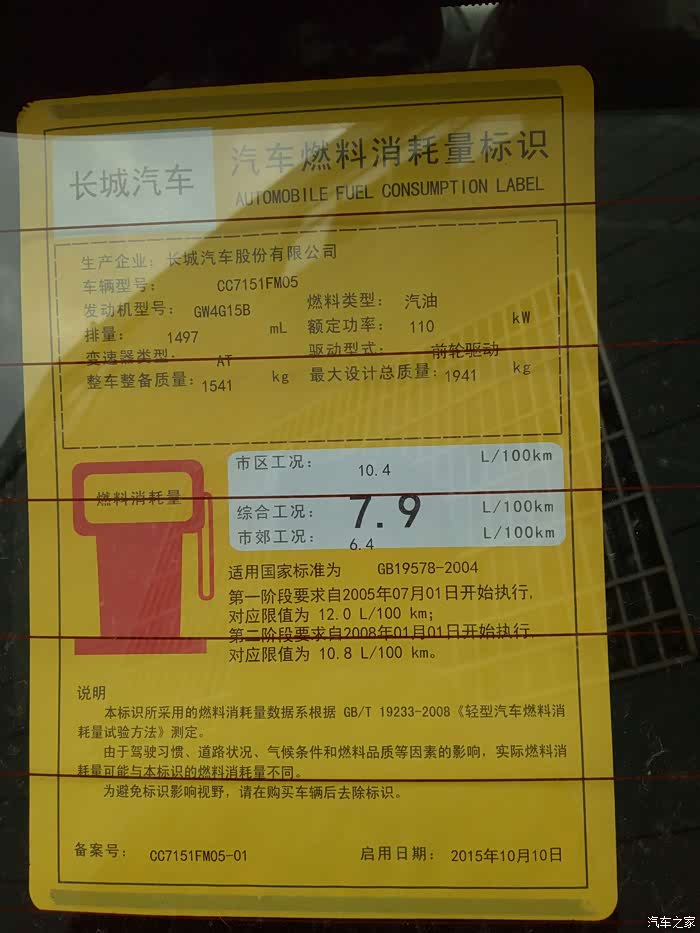 长城汽车
汽车燃料消耗量标识
AUTOMOBILE FUEL CONSUMPTION LABEL
生产企业: 长城汽车股份有限公司
车辆型号: CC7151FM05
发动机型号: GW4G15B 燃料类型: 汽油
排量: 1497 mL 额定功率: 110 kW
变速器类型: AT 驱动型式: 前轮驱动
整车整备质量: 1541 kg 最大设计总质量: 1941 kg
燃料消耗量
市区工况: 10.4 L/100km
综合工况: 7.9 L/100km
市郊工况: 6.4 L/100km
适用国家标准为 GB19578-2004
第一阶段要求自2005年07月01日开始执行,
对应限值为 12.0 L/100 km;
第二阶段要求自2008年01月01日开始执行,
对应限值为 10.8 L/100 km。
说明
本标识所采用的燃料消耗量数据系根据 GB/T 19233-2008《轻型汽车燃料消
耗量试验方法》测定。
由于驾驶习惯、道路状况、气候条件和燃料品质等因素的影响, 实际燃料消
耗量可能与本标识的燃料消耗量不同。
为避免标识影响视野, 请在购买车辆后去除标识。
备案号: CC7151FM05-01 启用日期: 2015年10月10日
汽车之家